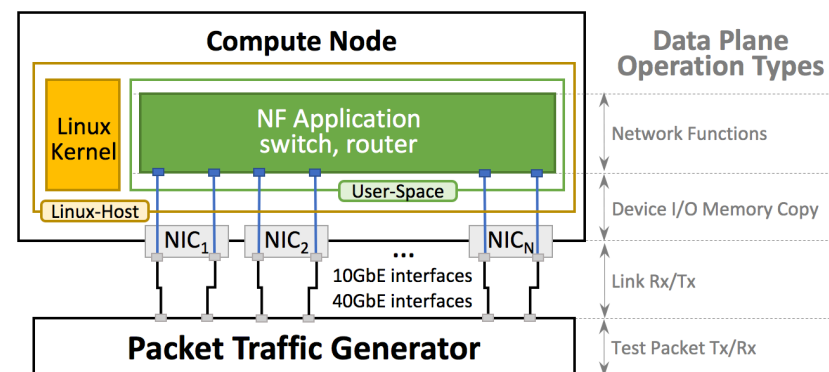 Compute Node
Data Plane
Operation Types
Linux
Kernel
NF Application
switch, router
Network Functions
User-Space
Linux-Host
Device I/O Memory Copy
NIC1
NIC2
...
NICN
10GbE interfaces
40GbE interfaces
Link Rx/Tx
Packet Traffic Generator
Test Packet Tx/Rx